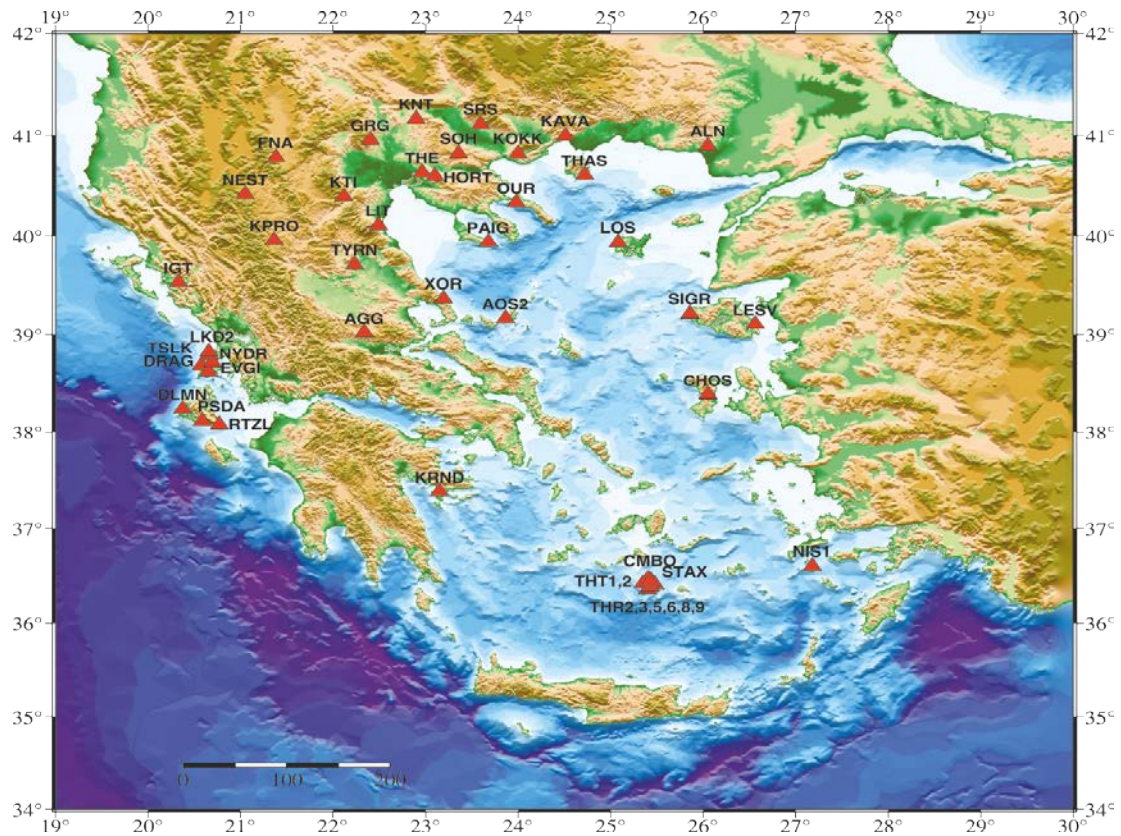 19° 20° 21° 22° 23° 24° 25° 26° 27° 28° 29° 30°
42° 42°
KNT SRS
GRG KAVA
41° FNA SOH KOKK ALN 41°
THE THAS
NEST KTI HORT
OUR
LIT
40° KPRO PAIG LOS 40°
TYRN
IGT
XOR
AOS2 SIGR
LESV
39° AGG 39°
LKD2
TSLK NYDR
DRAG EVGI
CHOS
DLMN
PSDA
38° RTZL 38°
KRND
37° 37°
NIS1
CMBO
THT1,2 STAX
THR2,3,5,6,8,9
36° 36°
35° 35°
0 100 200
34° 34°
19° 20° 21° 22° 23° 24° 25° 26° 27° 28° 29° 30°